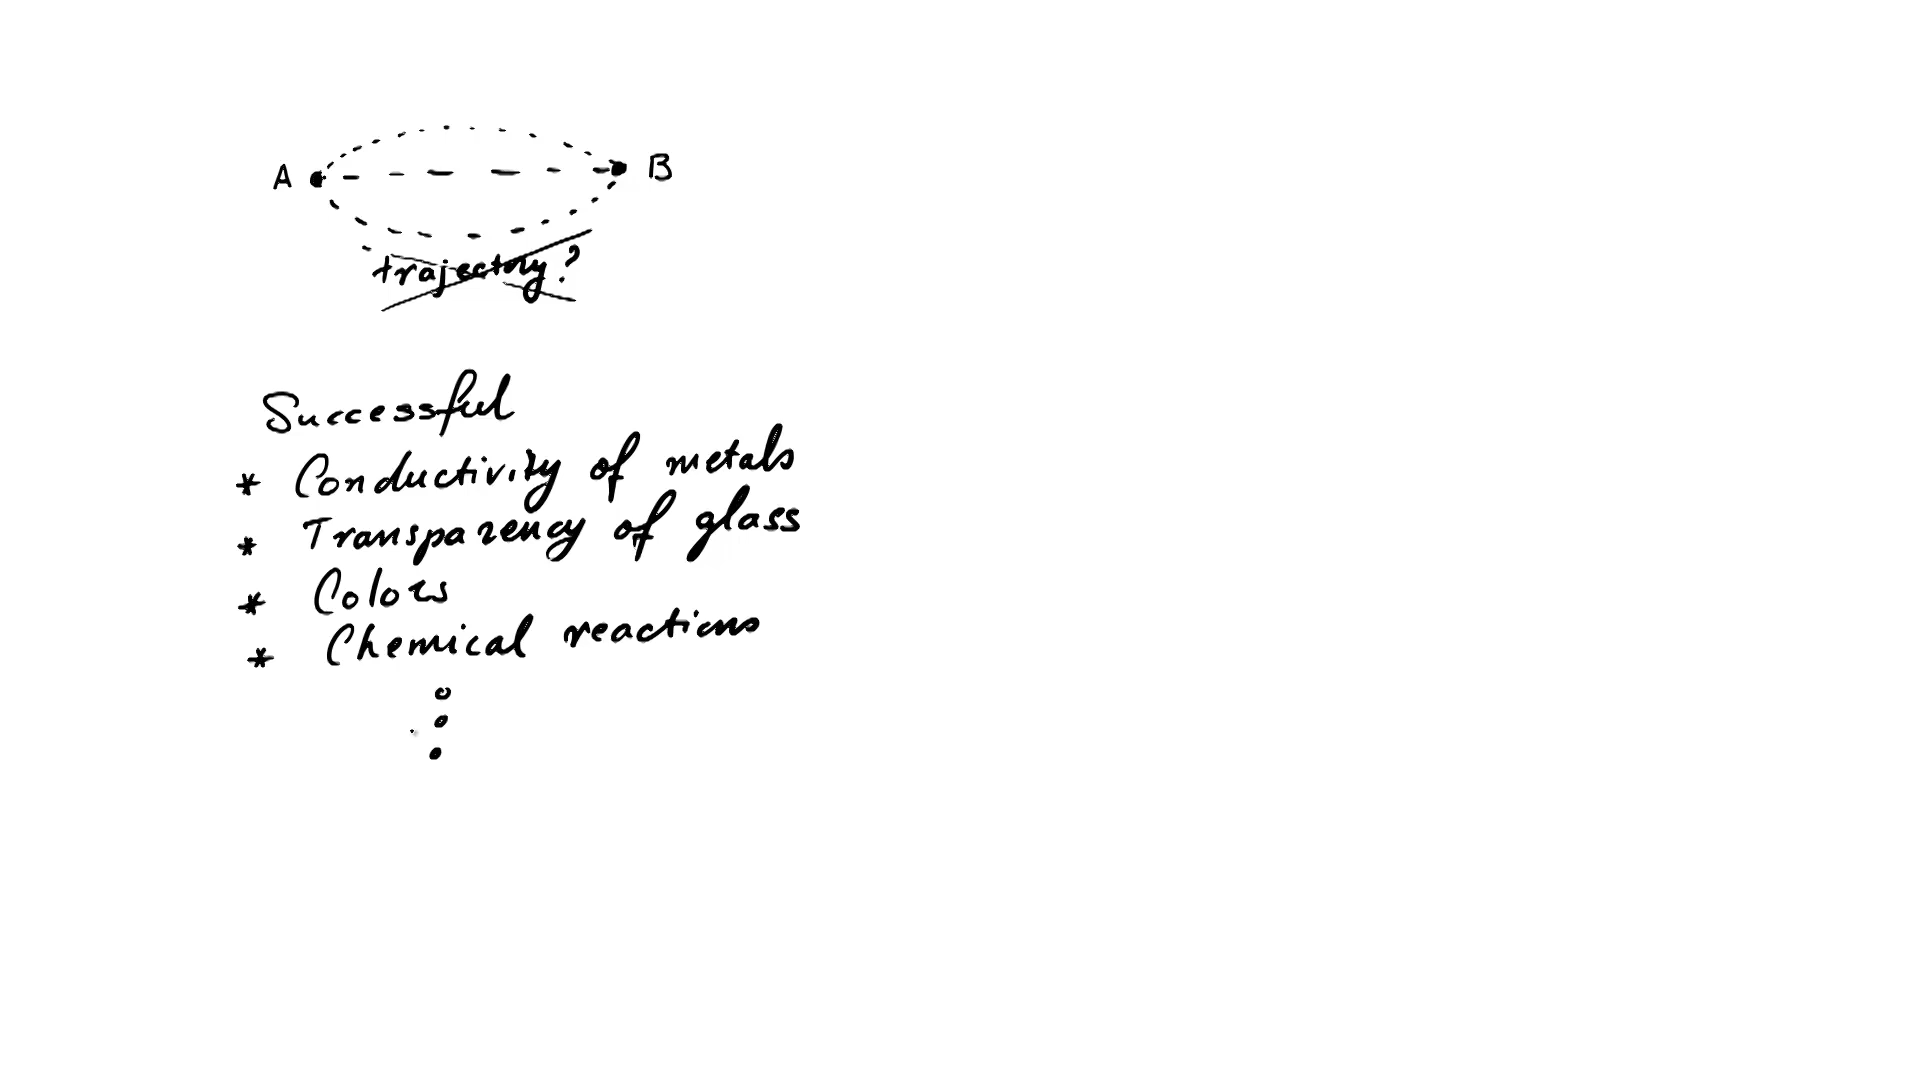 A B
trajectory?
Successful
* Conductivity of metals
* Transparency of glass
* Colors
* Chemical reactions